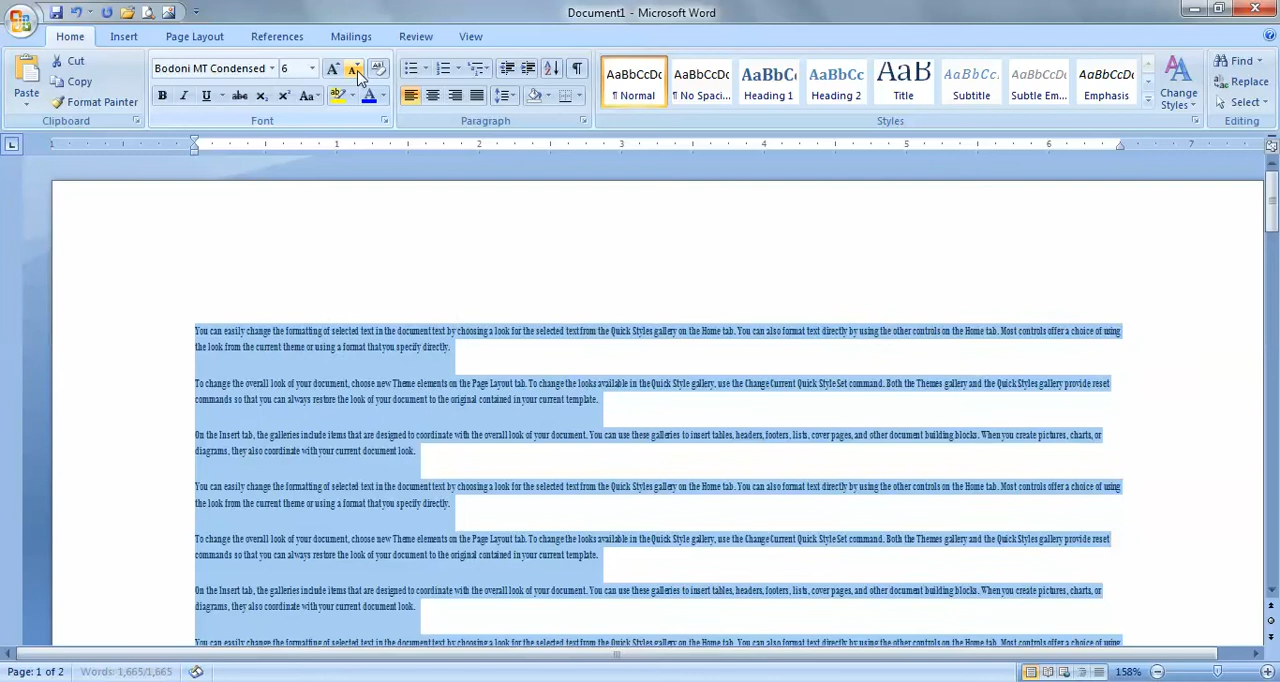 Document1 - Microsoft Word
Home Insert Page Layout References Mailings Review View
Paste
Cut
Copy
Format Painter
Clipboard
Bodoni MT Condensed 6
Font
Paragraph
AaBbCcDc AaBbCcDc AaBbC AaBbCc AaB AaBbCcL AaBbCcDc AaBbCcDc
¶ Normal ¶ No Spaci... Heading 1 Heading 2 Title Subtitle Subtle Em... Emphasis
Change Styles
Styles
Find
Replace
Select
Editing
1 1 2 3 4 5 6 7
You can easily change the formatting of selected text in the document text by choosing a look for the selected text from the Quick Styles gallery on the Home tab. You can also format text directly by using the other controls on the Home tab. Most controls offer a choice of using
the look from the current theme or using a format that you specify directly.
To change the overall look of your document, choose new Theme elements on the Page Layout tab. To change the looks available in the Quick Style gallery, use the Change Current Quick Style Set command. Both the Themes gallery and the Quick Styles gallery provide reset
commands so that you can always restore the look of your document to the original contained in your current template.
On the Insert tab, the galleries include items that are designed to coordinate with the overall look of your document. You can use these galleries to insert tables, headers, footers, lists, cover pages, and other document building blocks. When you create pictures, charts, or
diagrams, they also coordinate with your current document look.
You can easily change the formatting of selected text in the document text by choosing a look for the selected text from the Quick Styles gallery on the Home tab. You can also format text directly by using the other controls on the Home tab. Most controls offer a choice of using
the look from the current theme or using a format that you specify directly.
To change the overall look of your document, choose new Theme elements on the Page Layout tab. To change the looks available in the Quick Style gallery, use the Change Current Quick Style Set command. Both the Themes gallery and the Quick Styles gallery provide reset
commands so that you can always restore the look of your document to the original contained in your current template.
On the Insert tab, the galleries include items that are designed to coordinate with the overall look of your document. You can use these galleries to insert tables, headers, footers, lists, cover pages, and other document building blocks. When you create pictures, charts, or
diagrams, they also coordinate with your current document look.
You can easily change the formatting of selected text in the document text by choosing a look for the selected text from the Quick Styles gallery on the Home tab. You can also format text directly by using the other controls on the Home tab. Most controls offer a choice of using
Page: 1 of 2 Words: 1,665/1,665 158%